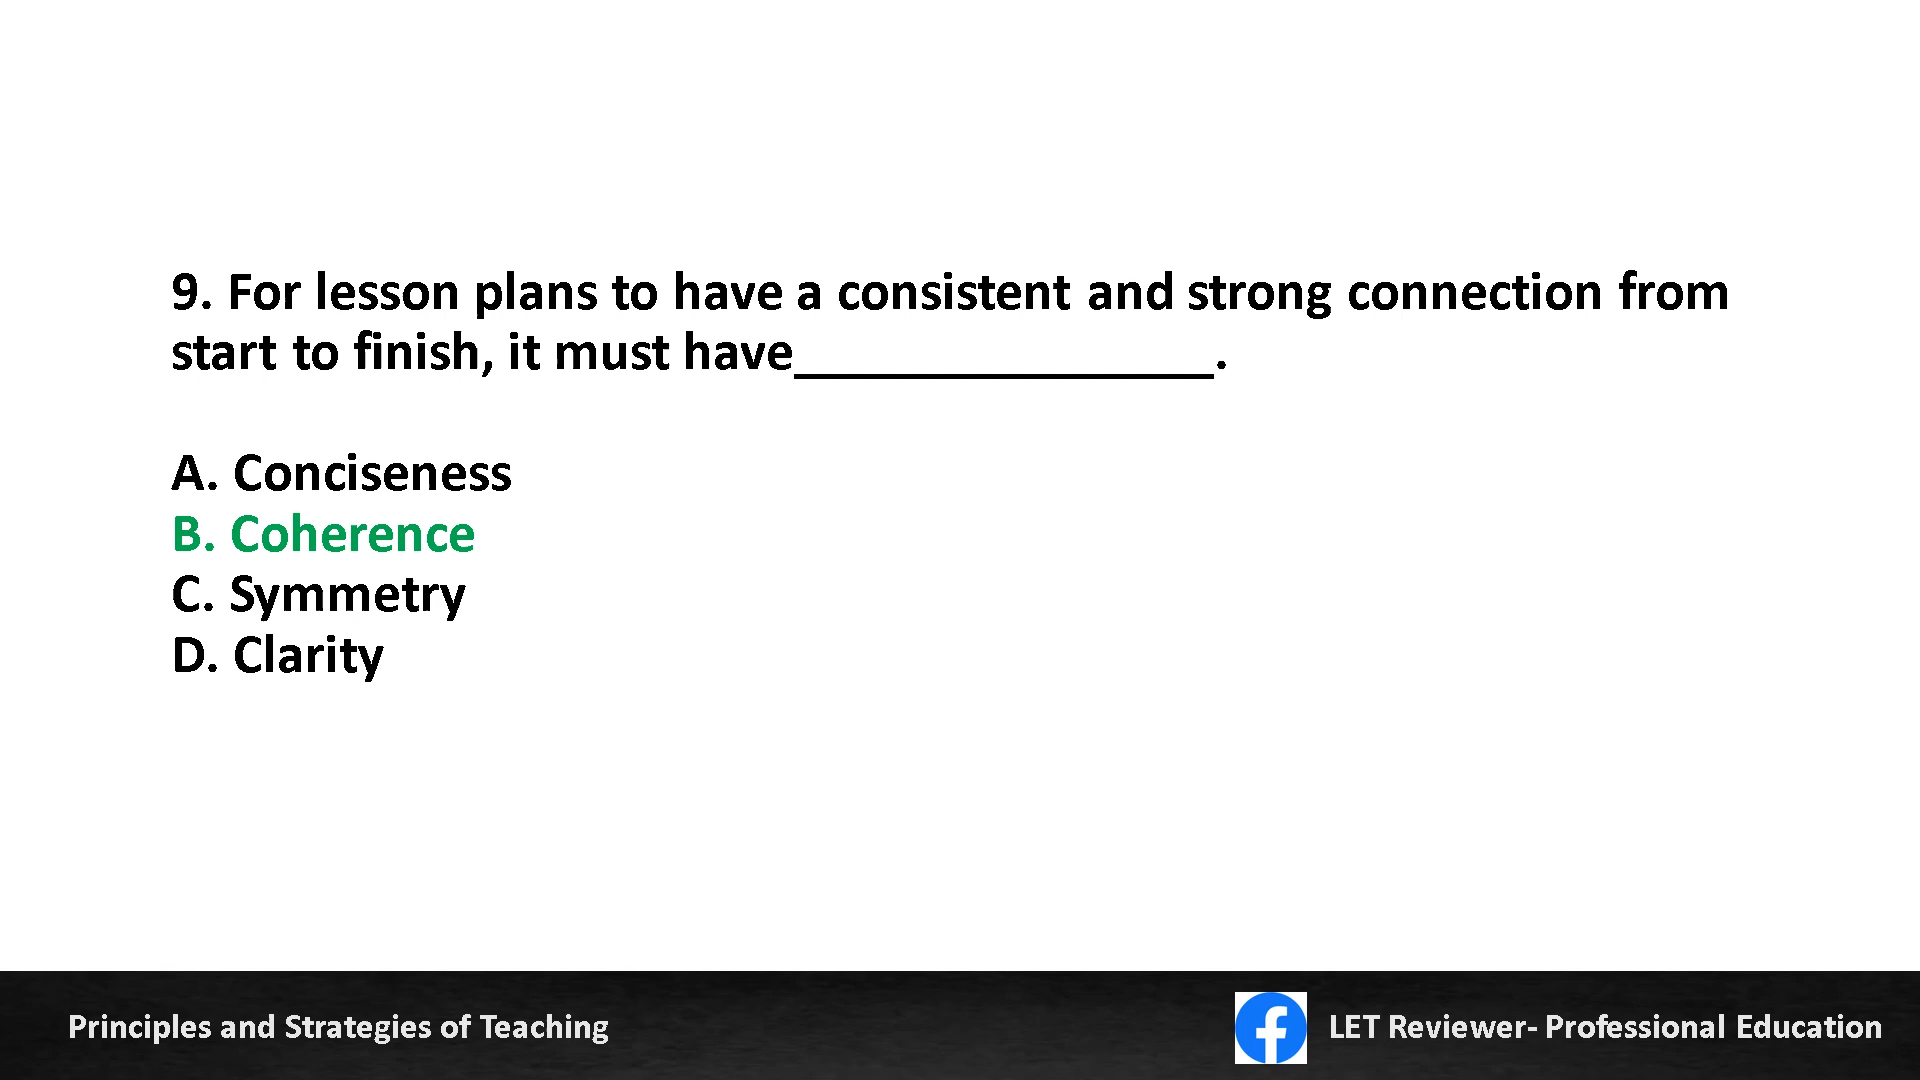 9. For lesson plans to have a consistent and strong connection from
start to finish, it must have________________.
A. Conciseness
B. Coherence
C. Symmetry
D. Clarity
Principles and Strategies of Teaching
LET Reviewer- Professional Education